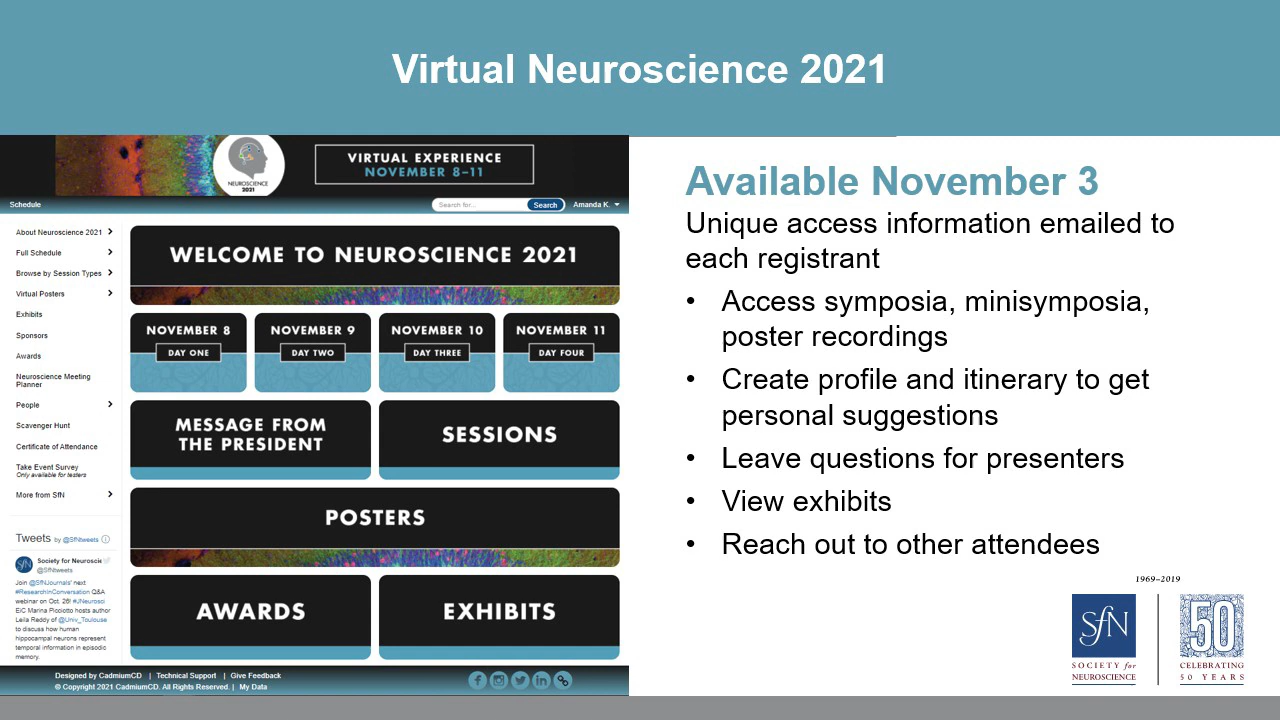 Virtual Neuroscience 2021
NEUROSCIENCE
2021
VIRTUAL EXPERIENCE
NOVEMBER 8–11
Schedule
Search for...
Search
Amanda K.
About Neuroscience 2021
Full Schedule
Browse by Session Types
Virtual Posters
Exhibits
Sponsors
Awards
Neuroscience Meeting
Planner
People
Scavenger Hunt
Certificate of Attendance
Take Event Survey
Only available for testers
More from SfN
Tweets by @SfNtweets
SfN
Society for Neuroscie
@SfNtweets
Join @SfNJournals' next
#ResearchInConversation Q&A
webinar on Oct. 26! #JNeurosci
EIC Marina Picciotto hosts author
Leila Reddy of @Univ_Toulouse
to discuss how human
hippocampal neurons represent
temporal information in episodic
memory.
WELCOME TO NEUROSCIENCE 2021
NOVEMBER 8
DAY ONE
NOVEMBER 9
DAY TWO
NOVEMBER 10
DAY THREE
NOVEMBER 11
DAY FOUR
MESSAGE FROM
THE PRESIDENT
SESSIONS
POSTERS
AWARDS
EXHIBITS
Designed by CadmiumCD | Technical Support | Give Feedback
© Copyright 2021 CadmiumCD. All Rights Reserved. | My Data
Available November 3
Unique access information emailed to
each registrant
• Access symposia, minisymposia,
poster recordings
• Create profile and itinerary to get
personal suggestions
• Leave questions for presenters
• View exhibits
• Reach out to other attendees
1969–2019
SfN
SOCIETY for
NEUROSCIENCE
50
CELEBRATING
50 YEARS